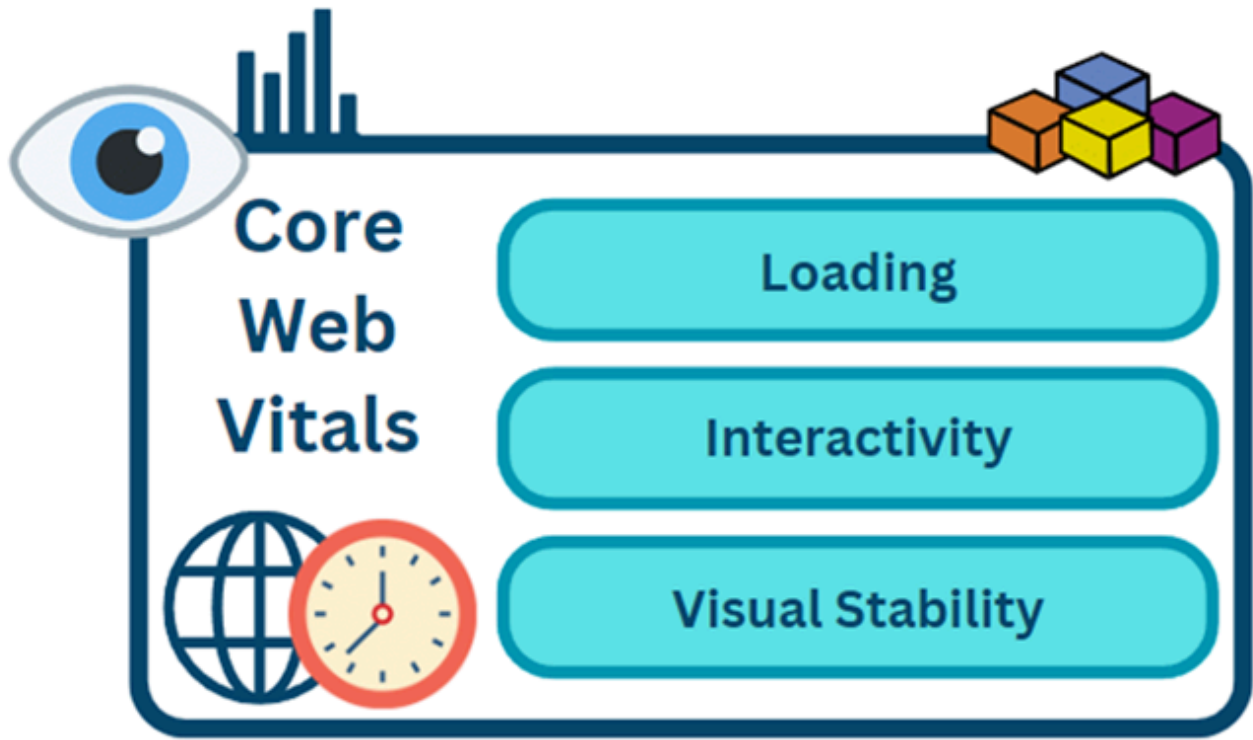 Core
Web
Vitals
Loading
Interactivity
Visual Stability